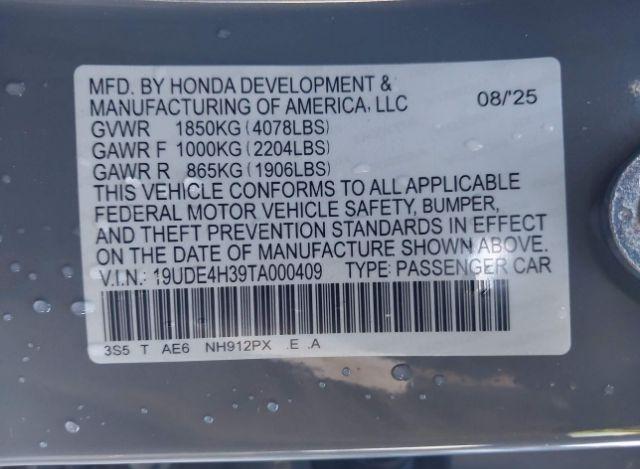 MFD. BY HONDA DEVELOPMENT &
MANUFACTURING OF AMERICA, LLC 08/'25
GVWR 1850KG (4078LBS)
GAWR F 1000KG (2204LBS)
GAWR R 865KG (1906LBS)
THIS VEHICLE CONFORMS TO ALL APPLICABLE
FEDERAL MOTOR VEHICLE SAFETY, BUMPER,
AND THEFT PREVENTION STANDARDS IN EFFECT
ON THE DATE OF MANUFACTURE SHOWN ABOVE.
V.I.N.: 19UDE4H39TA000409 TYPE: PASSENGER CAR
3S5 T AE6 NH912PX .E .A